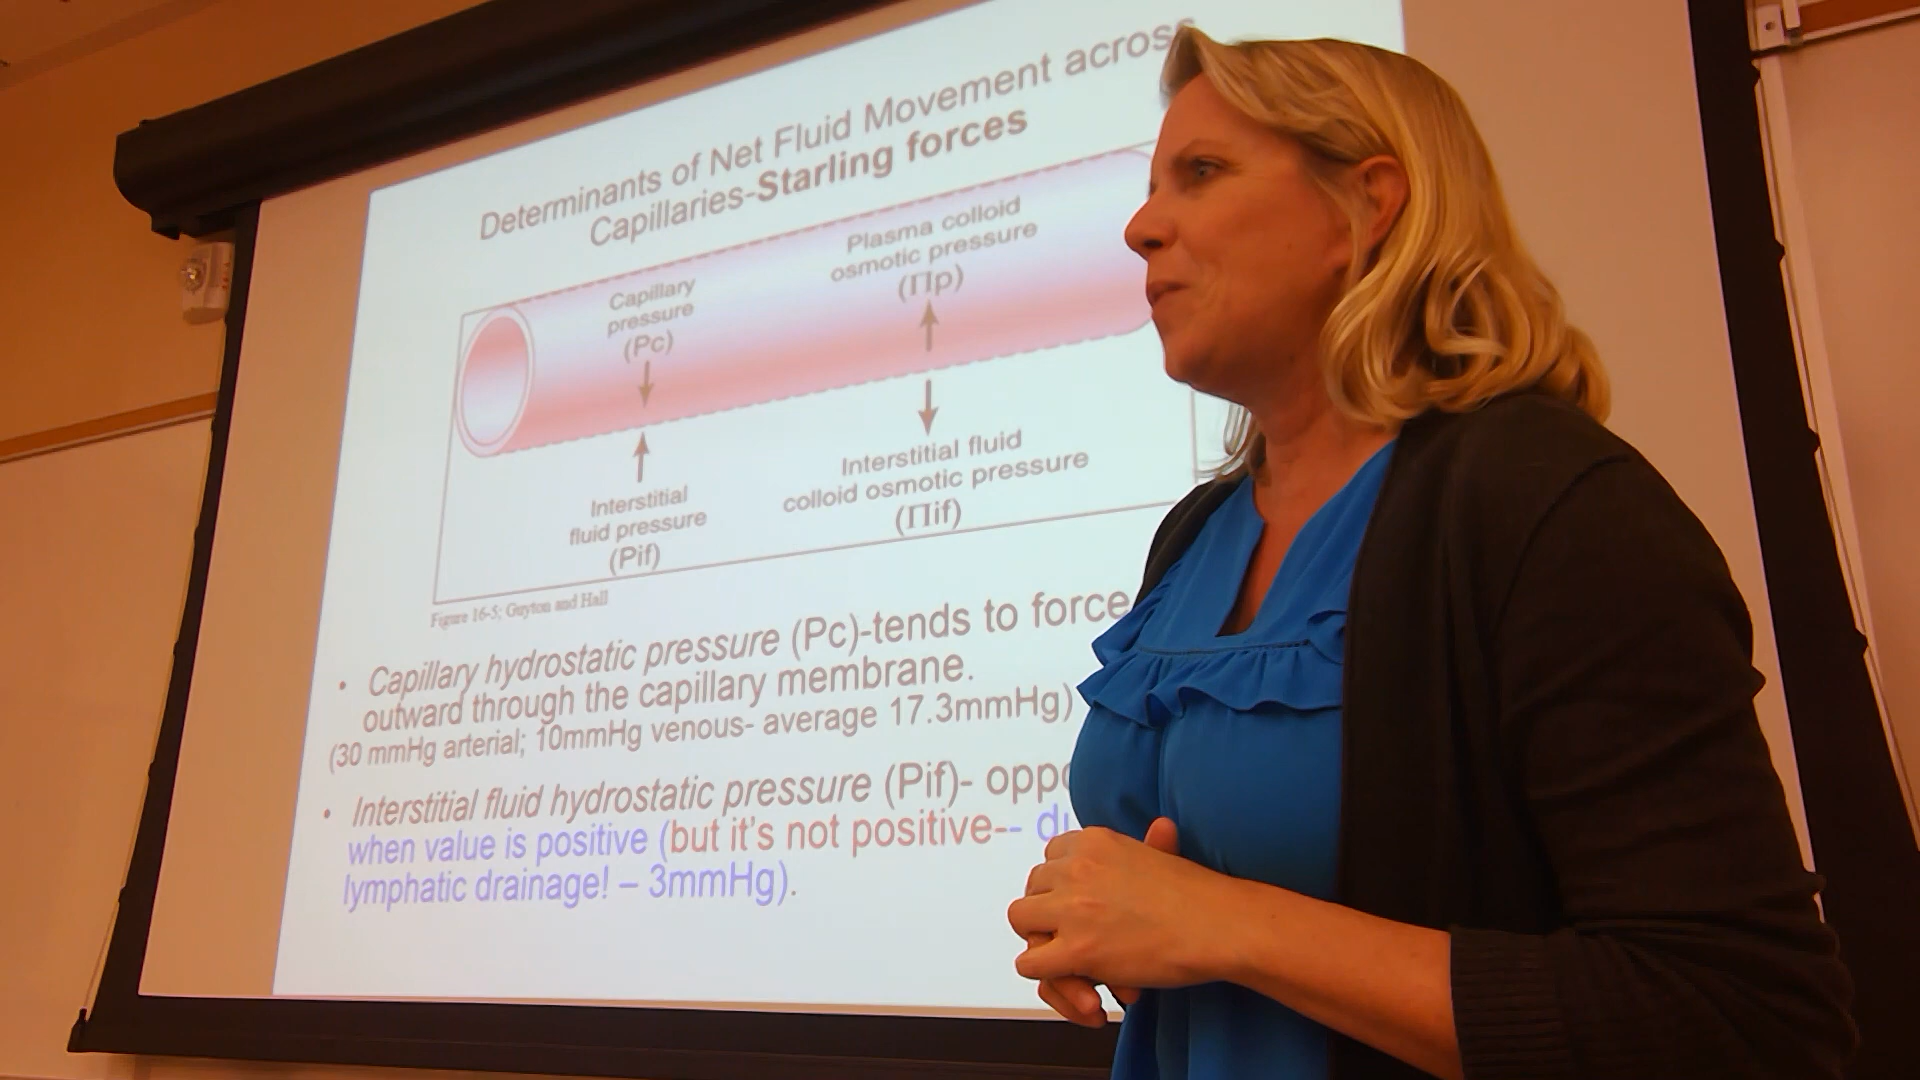 Determinants of Net Fluid Movement across
Capillaries-Starling forces
Capillary
pressure
(Pc)
Plasma colloid
osmotic pressure
(Πp)
Interstitial
fluid pressure
(Pif)
Interstitial fluid
colloid osmotic pressure
(Πif)
Figure 16-5; Guyton and Hall
• Capillary hydrostatic pressure (Pc)-tends to force
outward through the capillary membrane.
(30 mmHg arterial; 10mmHg venous- average 17.3mmHg)
• Interstitial fluid hydrostatic pressure (Pif)-
when value is positive (but it's not positive--
lymphatic drainage! – 3mmHg).